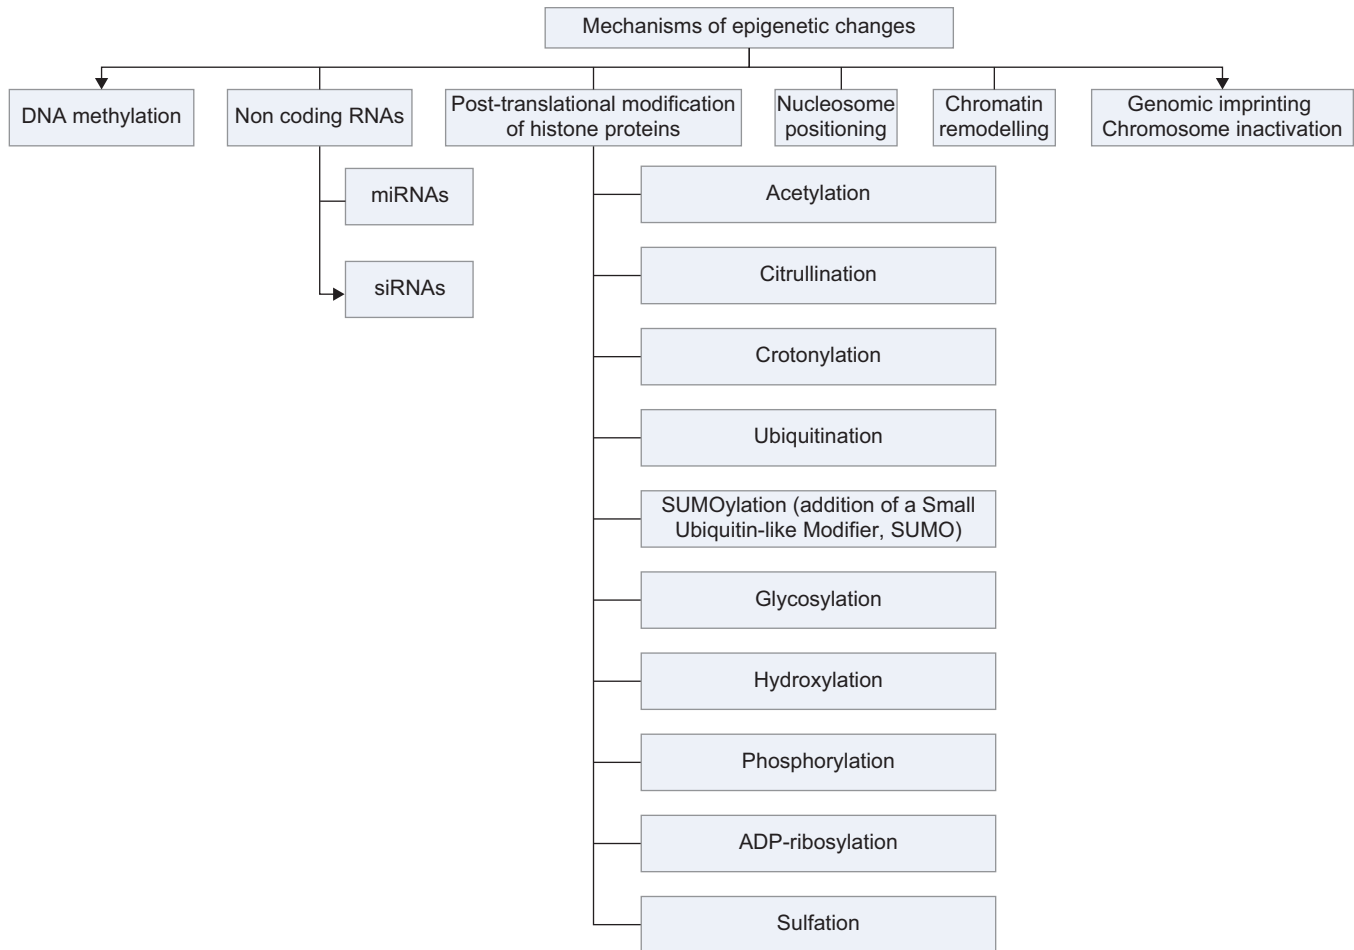 Mechanisms of epigenetic changes
DNA methylation
Non coding RNAs
Post-translational modification
of histone proteins
Nucleosome
positioning
Chromatin
remodelling
Genomic imprinting
Chromosome inactivation
miRNAs
siRNAs
Acetylation
Citrullination
Crotonylation
Ubiquitination
SUMOylation (addition of a Small
Ubiquitin-like Modifier, SUMO)
Glycosylation
Hydroxylation
Phosphorylation
ADP-ribosylation
Sulfation